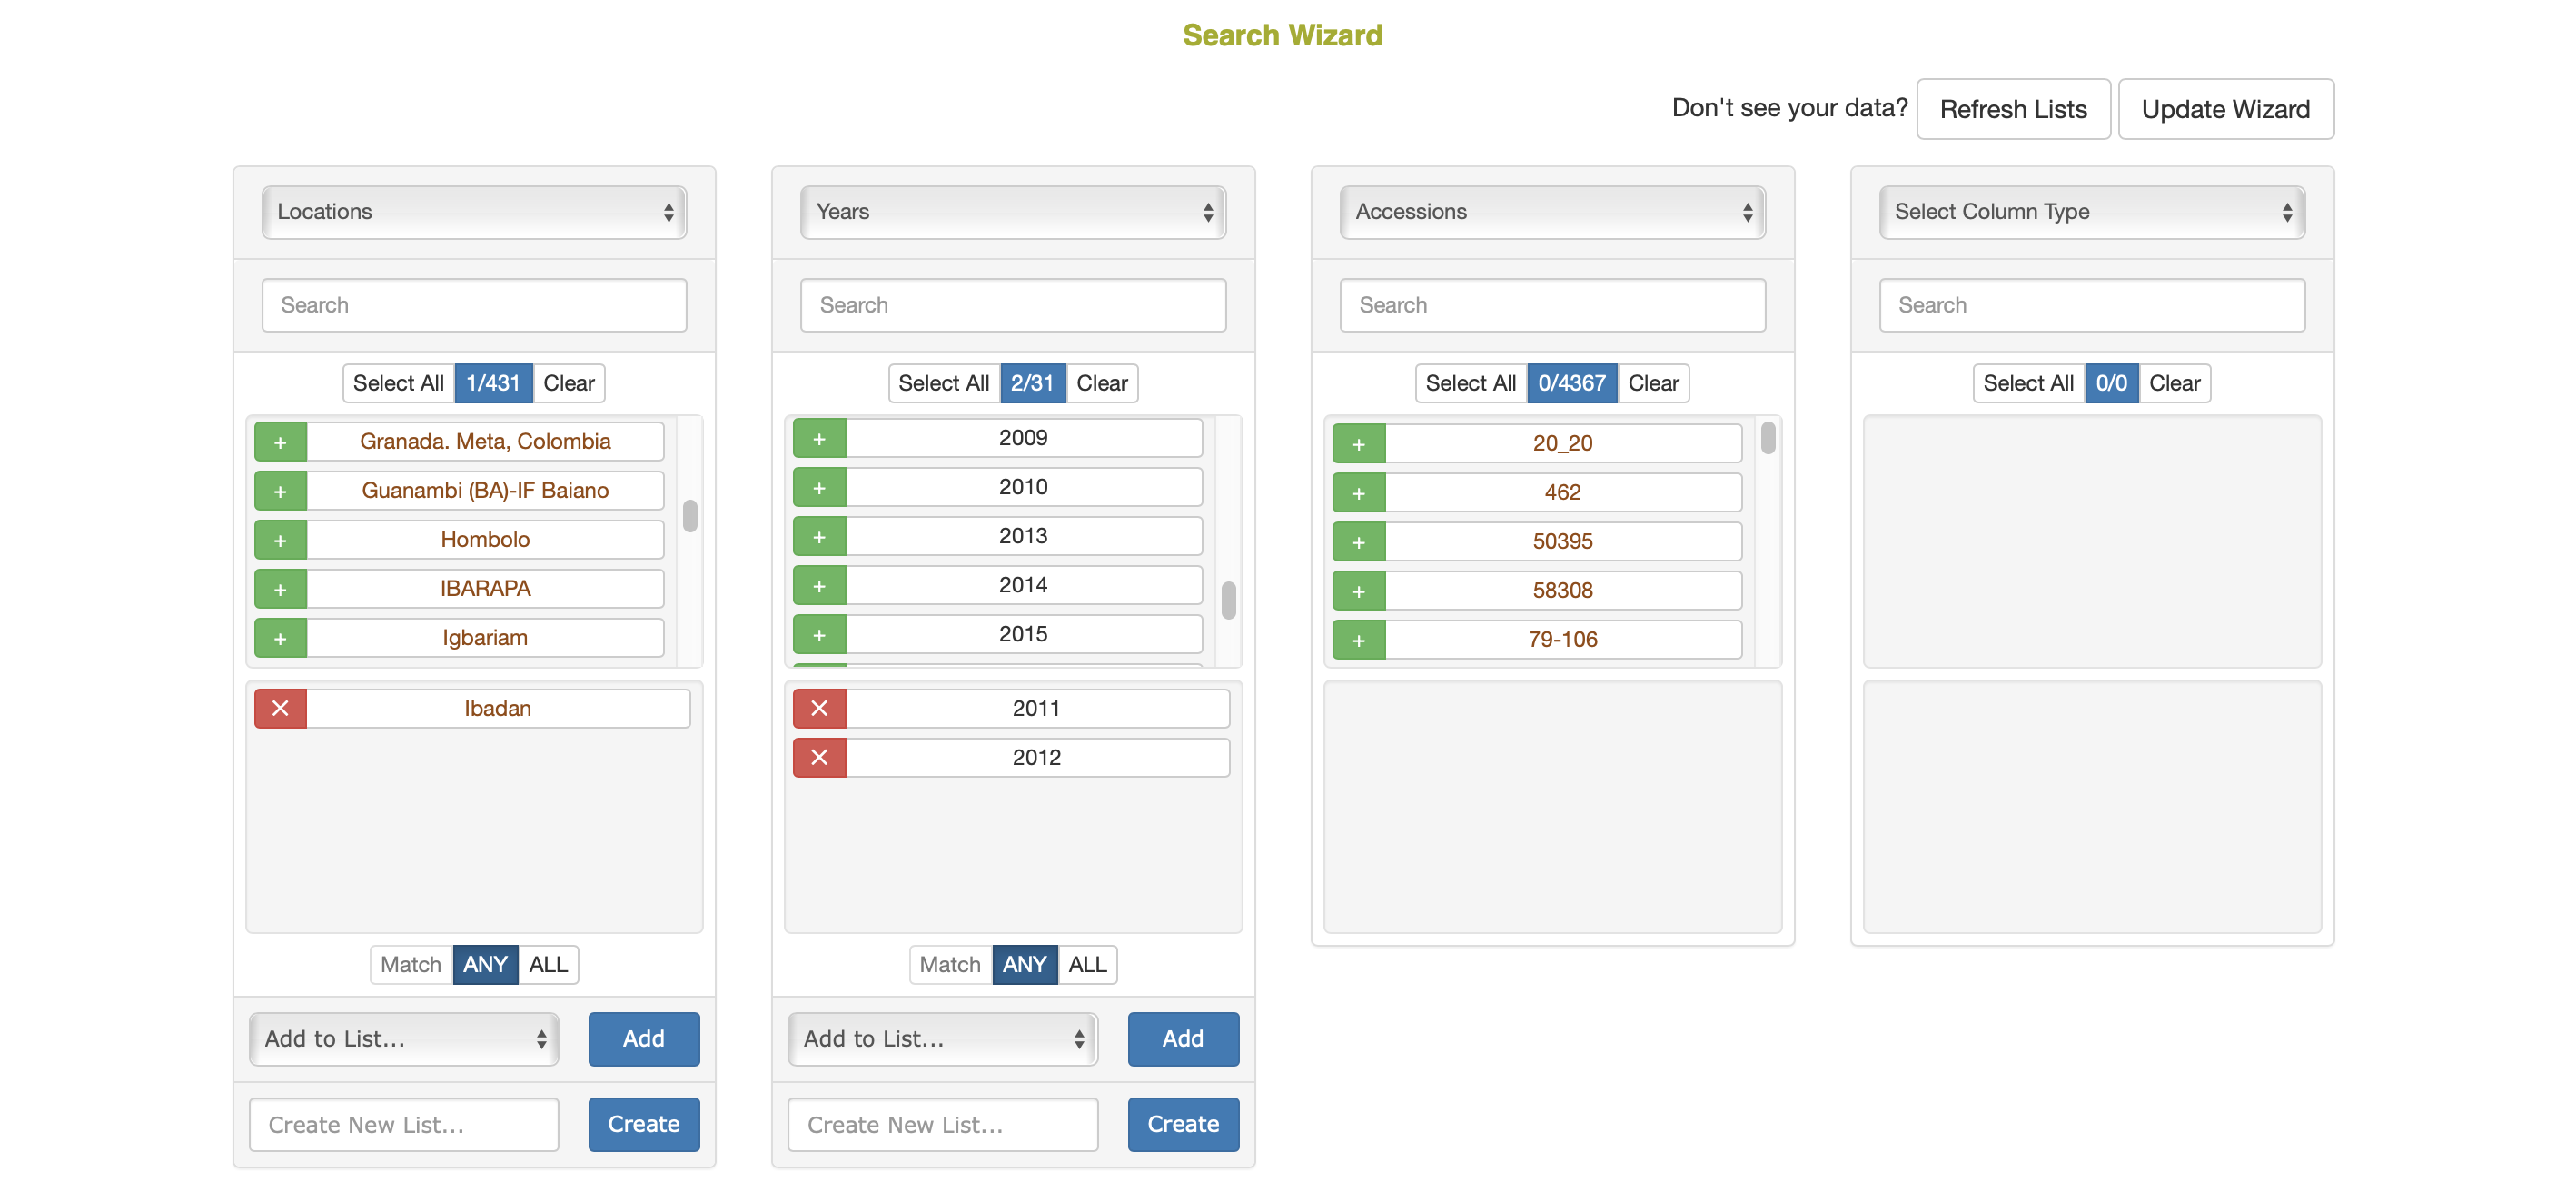 Search Wizard
Don't see your data? Refresh Lists Update Wizard
Locations
Search
Select All 1/431 Clear
+ Granada. Meta, Colombia
+ Guanambi (BA)-IF Baiano
+ Hombolo
+ IBARAPA
+ Igbariam
× Ibadan
Match ANY ALL
Add to List... Add
Create New List... Create
Years
Search
Select All 2/31 Clear
+ 2009
+ 2010
+ 2013
+ 2014
+ 2015
× 2011
× 2012
Match ANY ALL
Add to List... Add
Create New List... Create
Accessions
Search
Select All 0/4367 Clear
+ 20_20
+ 462
+ 50395
+ 58308
+ 79-106
Select Column Type
Search
Select All 0/0 Clear